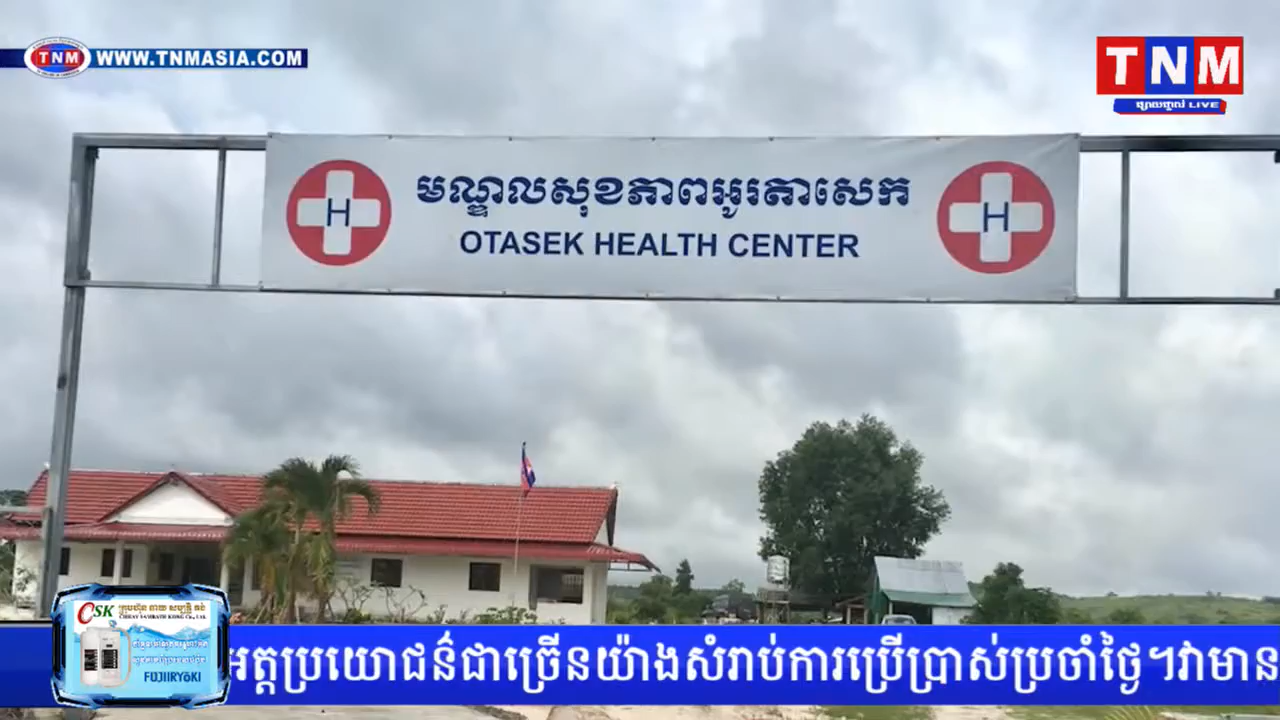 TNM
WWW.TNMASIA.COM
TNM
ផ្សាយផ្ទាល់ LIVE
H
មណ្ឌលសុខភាពអូរតាសេក
OTASEK HEALTH CENTER
H
CSK
FUJIIRYOKI
អត្ថប្រយោជន៍ជាច្រើនយ៉ាងសំរាប់ការប្រើប្រាស់ប្រចាំថ្ងៃ។វាមាន